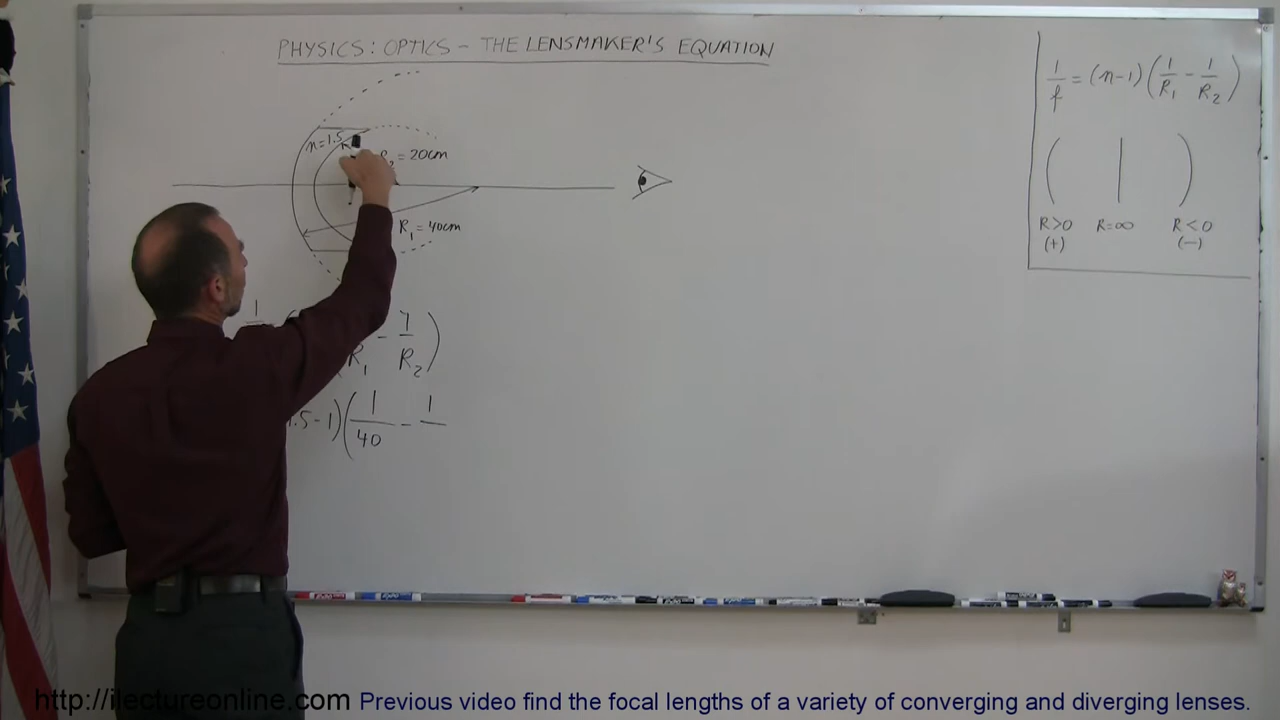 PHYSICS: OPTICS - THE LENSMAKER'S EQUATION
1/f = (n-1)(1/R₁ - 1/R₂)
R>0 R=∞ R<0
(+) (-)
n=1.5
R₂ = 20cm
R₁ = 40cm
1 R₁ - 1/R₂)
.5-1)(1/40 - 1
http://ilectureonline.com Previous video find the focal lengths of a variety of converging and diverging lenses.